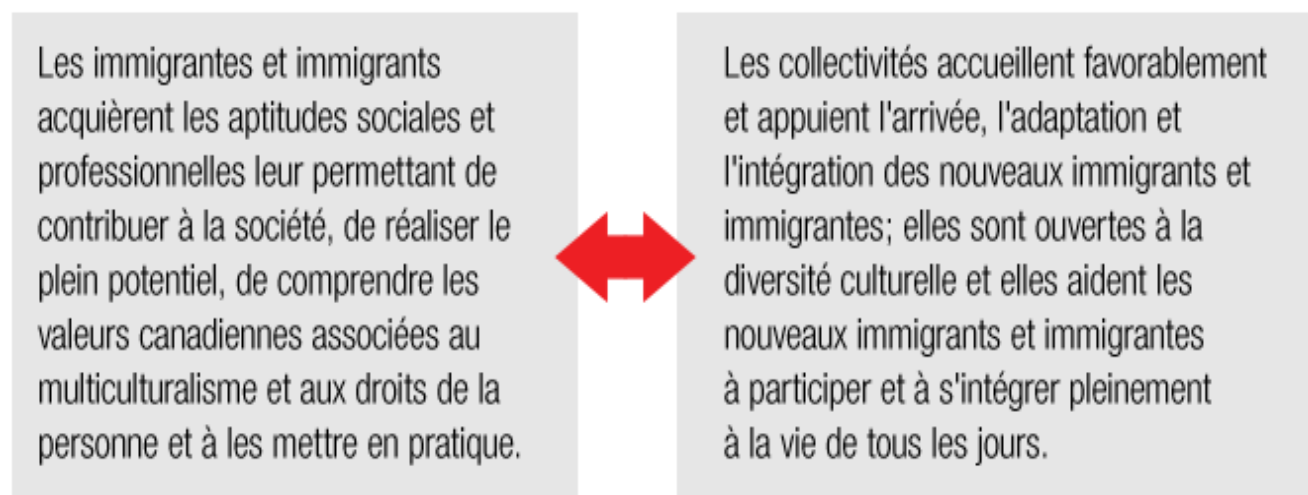 Les immigrantes et immigrants
acquièrent les aptitudes sociales et
professionnelles leur permettant de
contribuer à la société, de réaliser le
plein potentiel, de comprendre les
valeurs canadiennes associées au
multiculturalisme et aux droits de la
personne et à les mettre en pratique.
Les collectivités accueillent favorablement
et appuient l'arrivée, l'adaptation et
l'intégration des nouveaux immigrants et
immigrantes; elles sont ouvertes à la
diversité culturelle et elles aident les
nouveaux immigrants et immigrantes
à participer et à s'intégrer pleinement
à la vie de tous les jours.